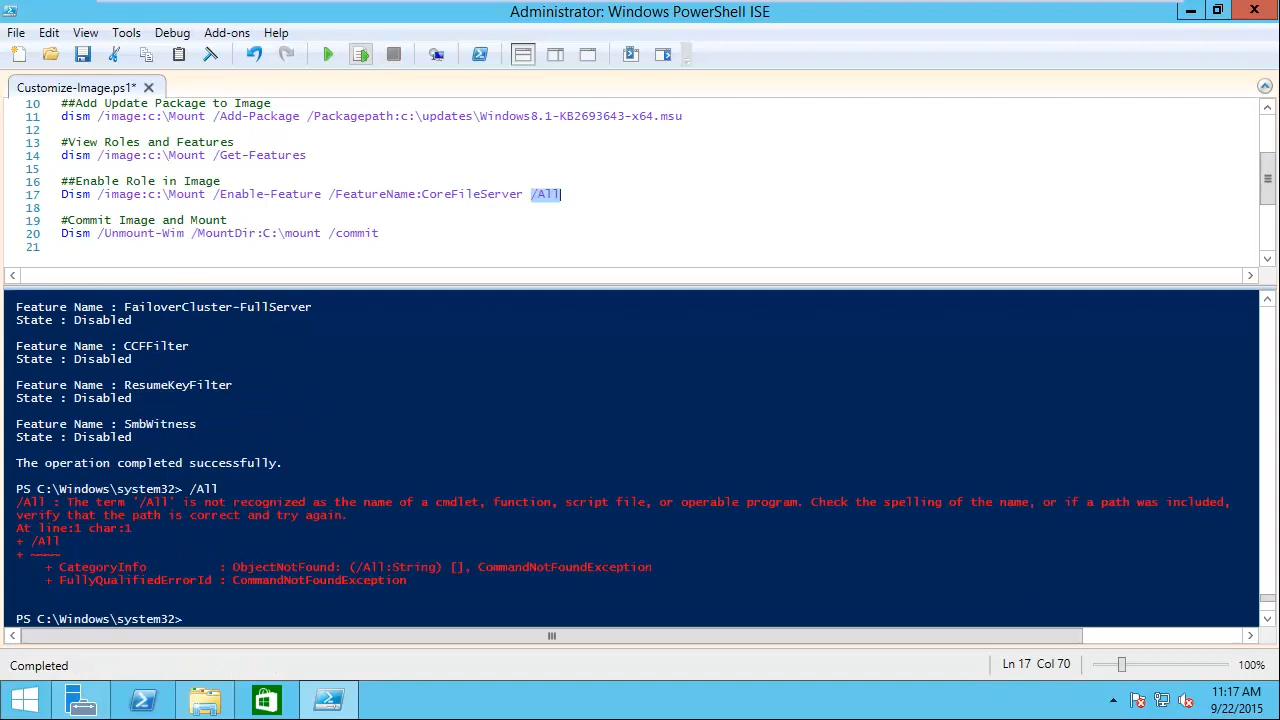 Administrator: Windows PowerShell ISE
File Edit View Tools Debug Add-ons Help
Customize-Image.ps1*
10 ##Add Update Package to Image
11 dism /image:c:\Mount /Add-Package /Packagepath:c:\updates\Windows8.1-KB2693643-x64.msu
12
13 #View Roles and Features
14 dism /image:c:\Mount /Get-Features
15
16 ##Enable Role in Image
17 Dism /image:c:\Mount /Enable-Feature /FeatureName:CoreFileServer /All
18
19 #Commit Image and Mount
20 Dism /Unmount-Wim /MountDir:C:\mount /commit
21
Feature Name : FailoverCluster-FullServer
State : Disabled
Feature Name : CCFFilter
State : Disabled
Feature Name : ResumeKeyFilter
State : Disabled
Feature Name : SmbWitness
State : Disabled
The operation completed successfully.
PS C:\Windows\system32> /All
/All : The term '/All' is not recognized as the name of a cmdlet, function, script file, or operable program. Check the spelling of the name, or if a path was included,
verify that the path is correct and try again.
At line:1 char:1
+ /All
+ ~~~~
+ CategoryInfo : ObjectNotFound: (/All:String) [], CommandNotFoundException
+ FullyQualifiedErrorId : CommandNotFoundException
PS C:\Windows\system32>
Completed
Ln 17 Col 70
100%
11:17 AM
9/22/2015